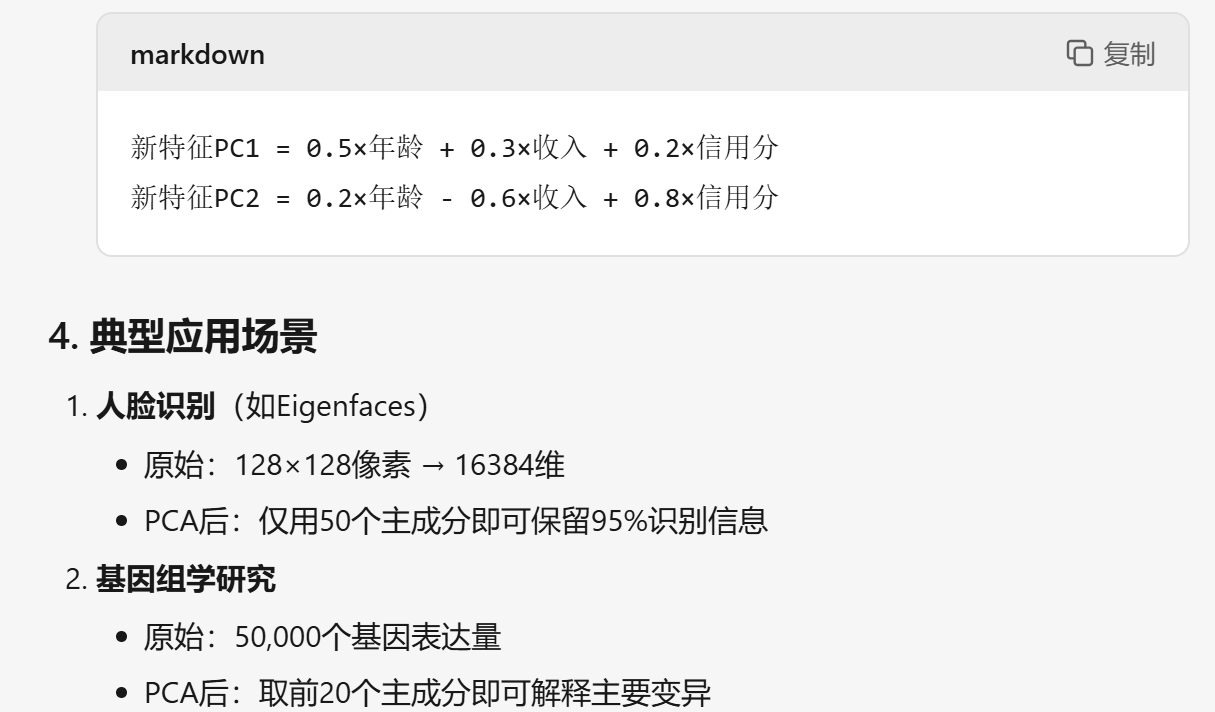 markdown
复制
新特征PC1 = 0.5×年龄 + 0.3×收入 + 0.2×信用分
新特征PC2 = 0.2×年龄 - 0.6×收入 + 0.8×信用分
4. 典型应用场景
1. 人脸识别（如Eigenfaces）
• 原始：128×128像素 → 16384维
• PCA后：仅用50个主成分即可保留95%识别信息
2. 基因组学研究
• 原始：50,000个基因表达量
• PCA后：取前20个主成分即可解释主要变异